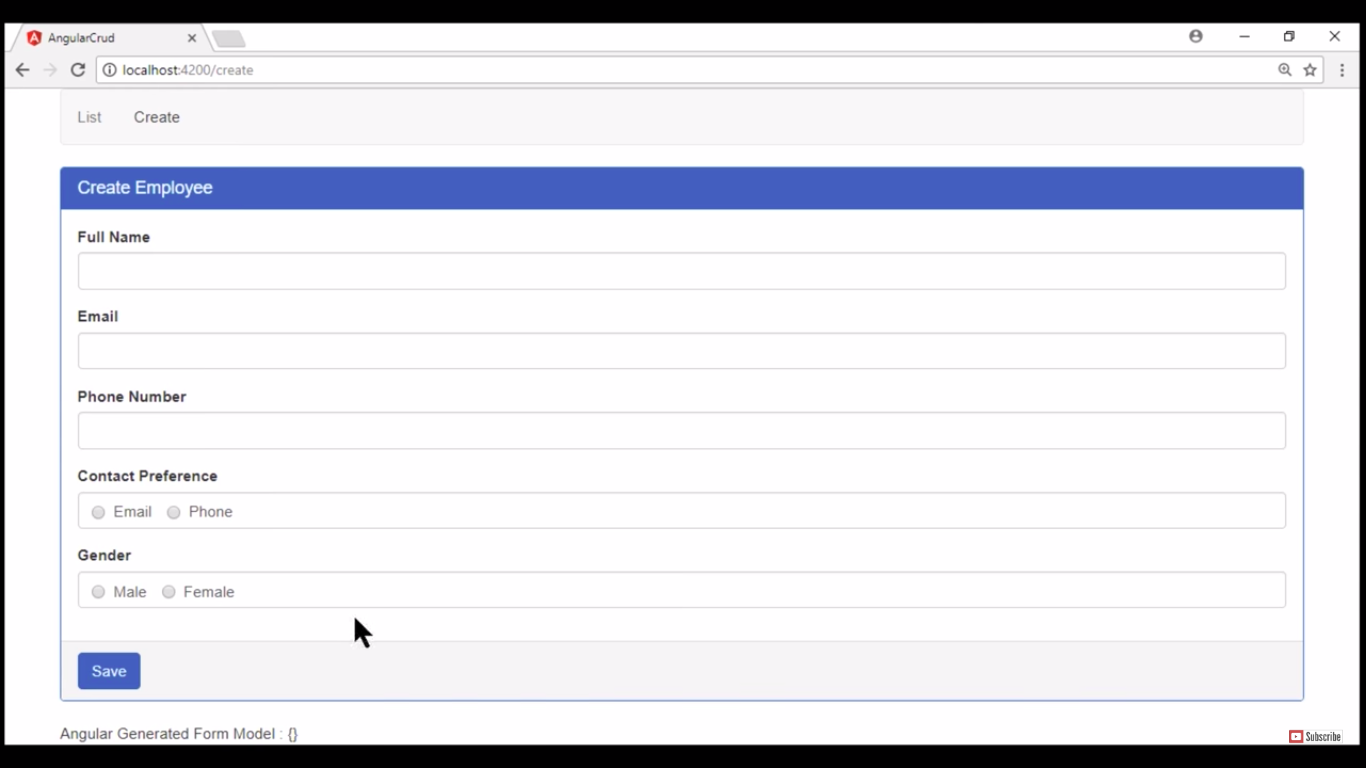 AngularCrud
localhost:4200/create
List Create
Create Employee
Full Name
Email
Phone Number
Contact Preference
Email Phone
Gender
Male Female
Save
Angular Generated Form Model : {}
Subscribe